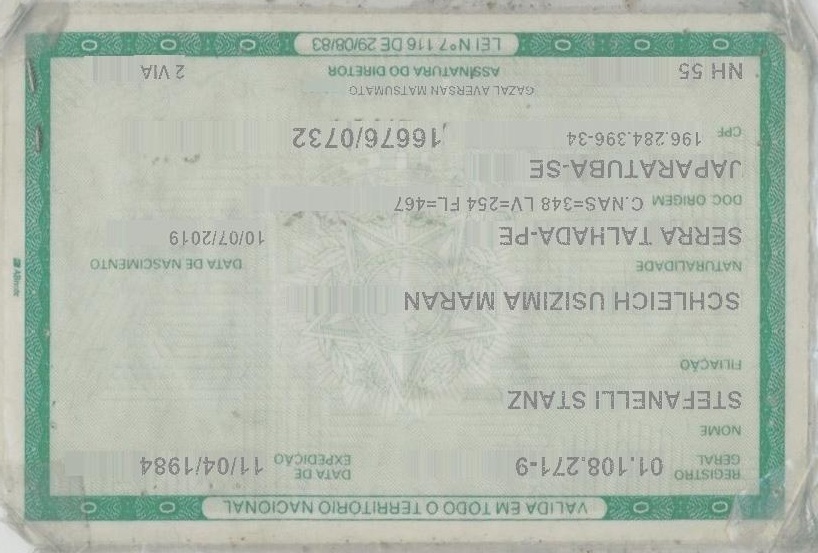 VALIDA EM TODO O TERRITORIO NACIONAL
REGISTRO GERAL 01.108.271-9 DATA DE EXPEDIÇÃO 11/04/1984
NOME
STEFANELLI STANZ
FILIAÇÃO
SCHLEICH USIZIMA MARAN
NATURALIDADE DATA DE NASCIMENTO
SERRA TALHADA-PE 10/07/2019
DOC ORIGEM C.NAS=348 LV=254 FL=467
JAPARATUBA-SE
CPF 196.284.396-34 16676/0732
GAZAL AVERSAN MATSUMATO
NH 55 ASSINATURA DO DIRETOR 2 VIA
LEI Nº 7.116 DE 29/08/83